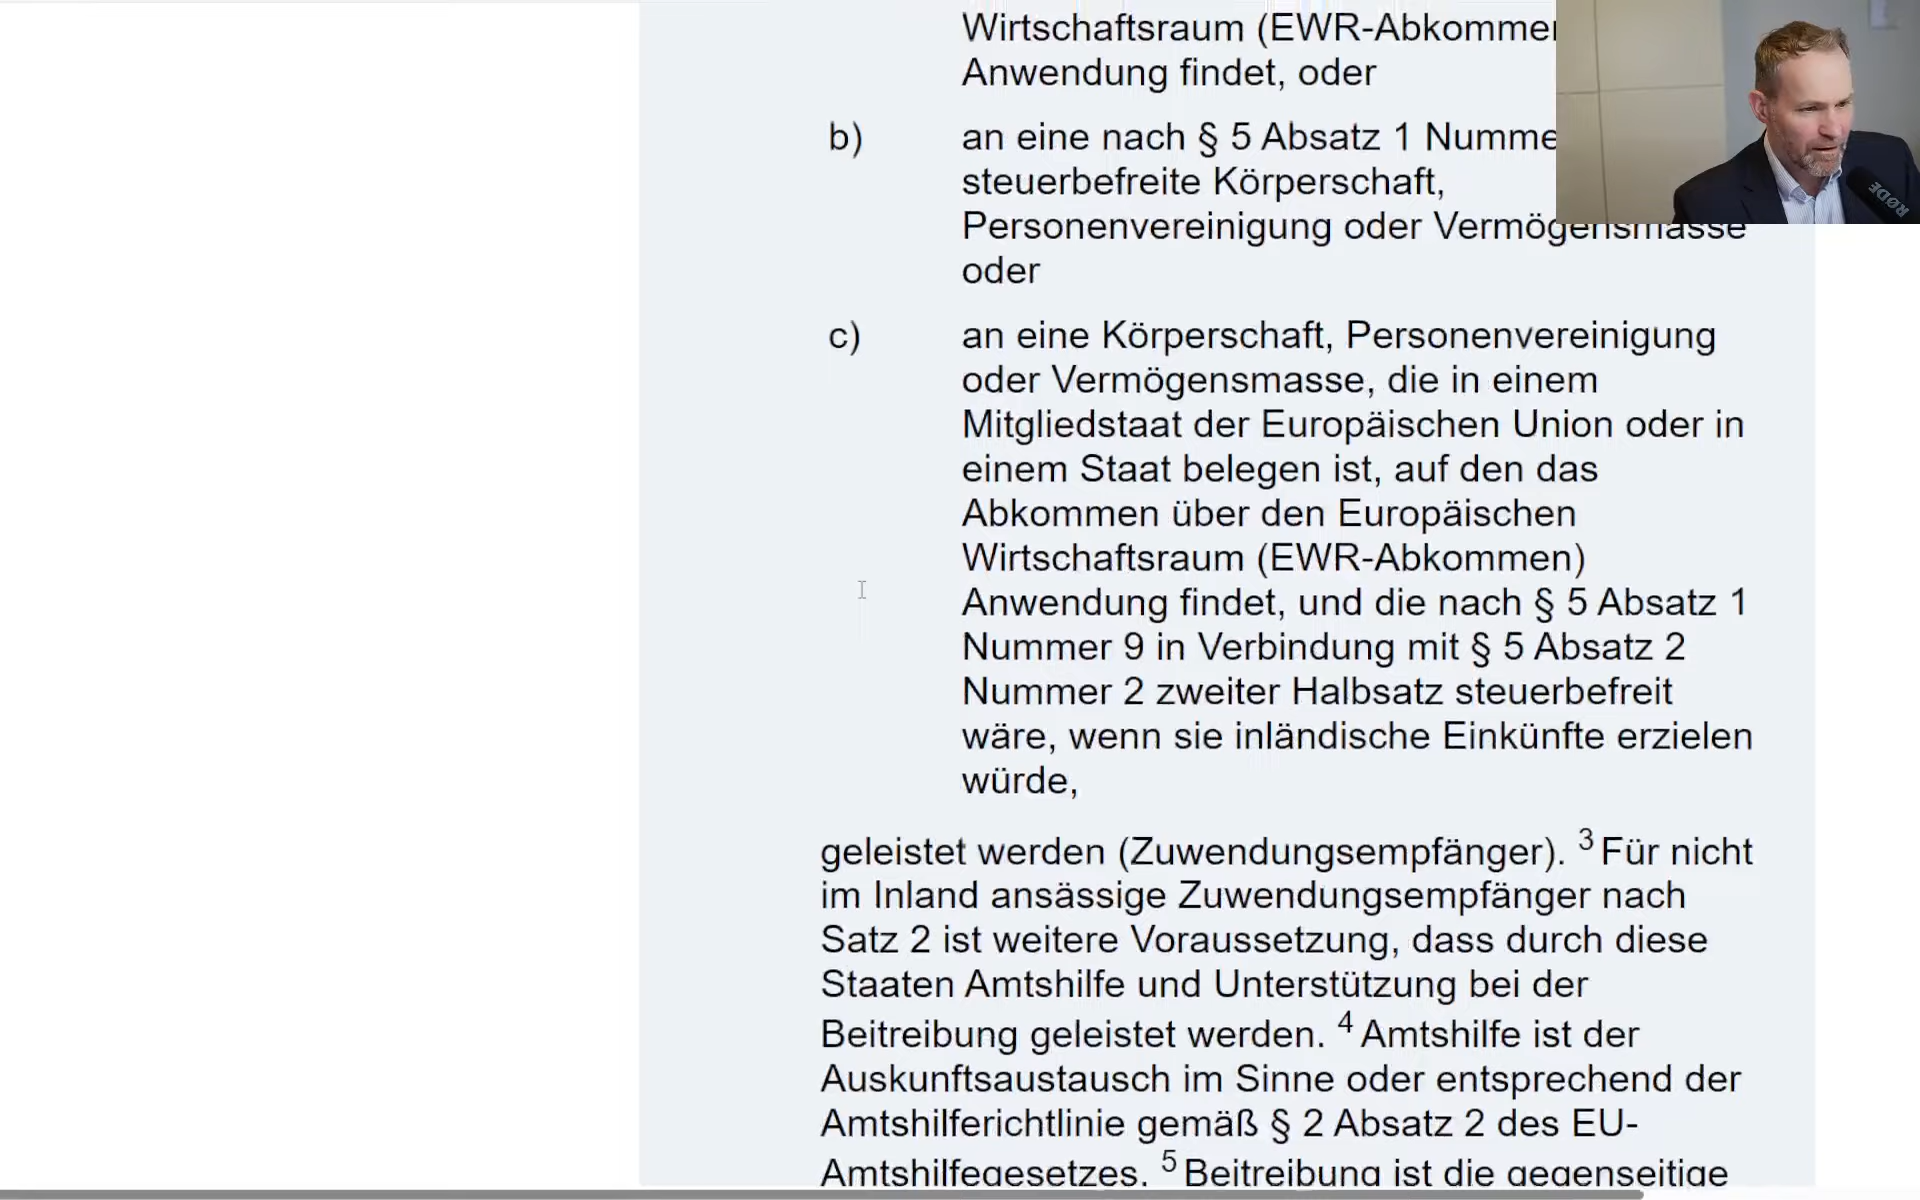 Wirtschaftsraum (EWR-Abkommen
Anwendung findet, oder
b) an eine nach § 5 Absatz 1 Numme
steuerbefreite Körperschaft,
Personenvereinigung oder Vermögensmasse
oder
c) an eine Körperschaft, Personenvereinigung
oder Vermögensmasse, die in einem
Mitgliedstaat der Europäischen Union oder in
einem Staat belegen ist, auf den das
Abkommen über den Europäischen
Wirtschaftsraum (EWR-Abkommen)
Anwendung findet, und die nach § 5 Absatz 1
Nummer 9 in Verbindung mit § 5 Absatz 2
Nummer 2 zweiter Halbsatz steuerbefreit
wäre, wenn sie inländische Einkünfte erzielen
würde,
geleistet werden (Zuwendungsempfänger). 3 Für nicht
im Inland ansässige Zuwendungsempfänger nach
Satz 2 ist weitere Voraussetzung, dass durch diese
Staaten Amtshilfe und Unterstützung bei der
Beitreibung geleistet werden. 4 Amtshilfe ist der
Auskunftsaustausch im Sinne oder entsprechend der
Amtshilferichtlinie gemäß § 2 Absatz 2 des EU-
Amtshilfegesetzes. 5 Beitreibung ist die gegenseitige
RØDE